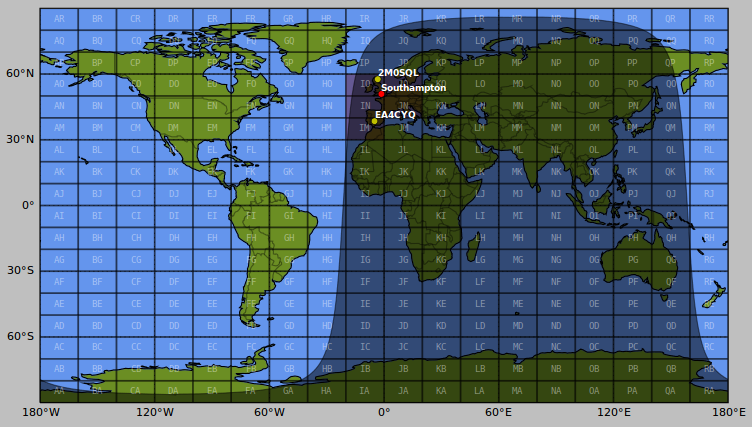 AR BR CR DR ER FR GR HR IR JR KR LR MR NR OR PR QR RR
AQ BQ CQ DQ EQ FQ GQ HQ IQ JQ KQ LQ MQ NQ OQ PQ QQ RQ
AP BP CP DP EP FP GP HP IP JP KP LP MP NP OP PP QP RP
60°N
2M0SQL
AO BO CO DO EO FO GO HO IO JO KO LO MO NO OO PO QO RO
Southampton
AN BN CN DN EN FN GN HN IN JN KN LN MN NN ON PN QN RN
EA4CYQ
AM BM CM DM EM FM GM HM IM JM KM LM MM NM OM PM QM RM
30°N
AL BL CL DL EL FL GL HL IL JL KL LL ML NL OL PL QL RL
AK BK CK DK EK FK GK HK IK JK KK LK MK NK OK PK QK RK
AJ BJ CJ DJ EJ FJ GJ HJ IJ JJ KJ LJ MJ NJ OJ PJ QJ RJ
0°
AI BI CI DI EI FI GI HI II JI KI LI MI NI OI PI QI RI
AH BH CH DH EH FH GH HH IH JH KH LH MH NH OH PH QH RH
AG BG CG DG EG FG GG HG IG JG KG LG MG NG OG PG QG RG
30°S
AF BF CF DF EF FF GF HF IF JF KF LF MF NF OF PF QF RF
AE BE CE DE EE FE GE HE IE JE KE LE ME NE OE PE QE RE
AD BD CD DD ED FD GD HD ID JD KD LD MD ND OD PD QD RD
60°S
AC BC CC DC EC FC GC HC IC JC KC LC MC NC OC PC QC RC
AB BB CB DB EB FB GB HB IB JB KB LB MB NB OB PB QB RB
AA BA CA DA EA FA GA HA IA JA KA LA MA NA OA PA QA RA
180°W 120°W 60°W 0° 60°E 120°E 180°E